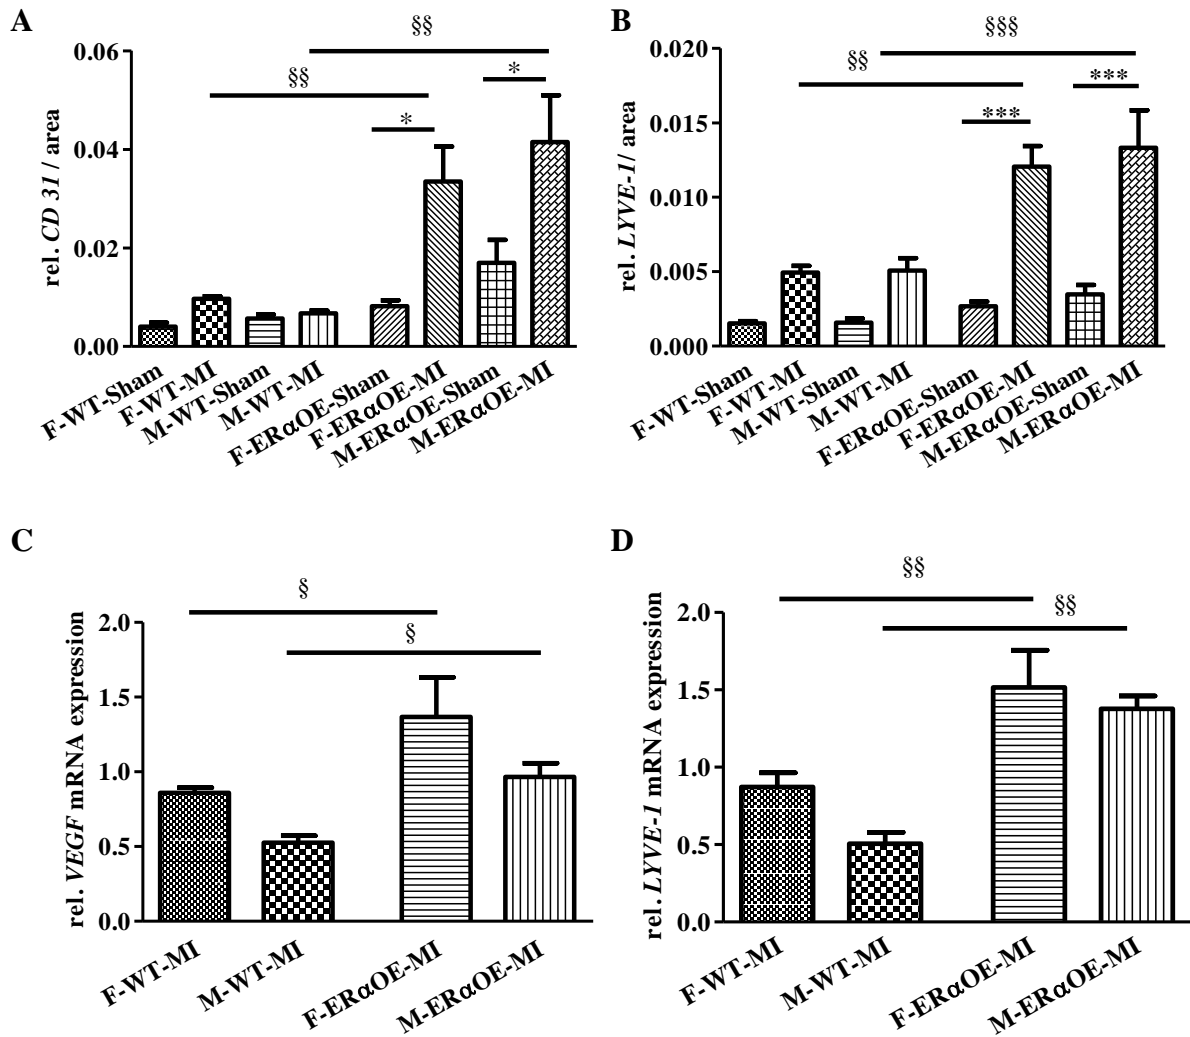 A
rel. CD 31 / area
0.06
0.04
0.02
0.00
§§
§§
*
*
F-WT-Sham
F-WT-MI
M-WT-Sham
M-WT-MI
F-ERαOE-Sham
F-ERαOE-MI
M-ERαOE-Sham
M-ERαOE-MI
B
rel. LYVE-1/ area
0.020
0.015
0.010
0.005
0.000
§§§
§§
***
***
F-WT-Sham
F-WT-MI
M-WT-Sham
M-WT-MI
F-ERαOE-Sham
F-ERαOE-MI
M-ERαOE-Sham
M-ERαOE-MI
C
rel. VEGF mRNA expression
2.0
1.5
1.0
0.5
0.0
§
§
F-WT-MI
M-WT-MI
F-ERαOE-MI
M-ERαOE-MI
D
rel. LYVE-1 mRNA expression
2.0
1.5
1.0
0.5
0.0
§§
§§
F-WT-MI
M-WT-MI
F-ERαOE-MI
M-ERαOE-MI